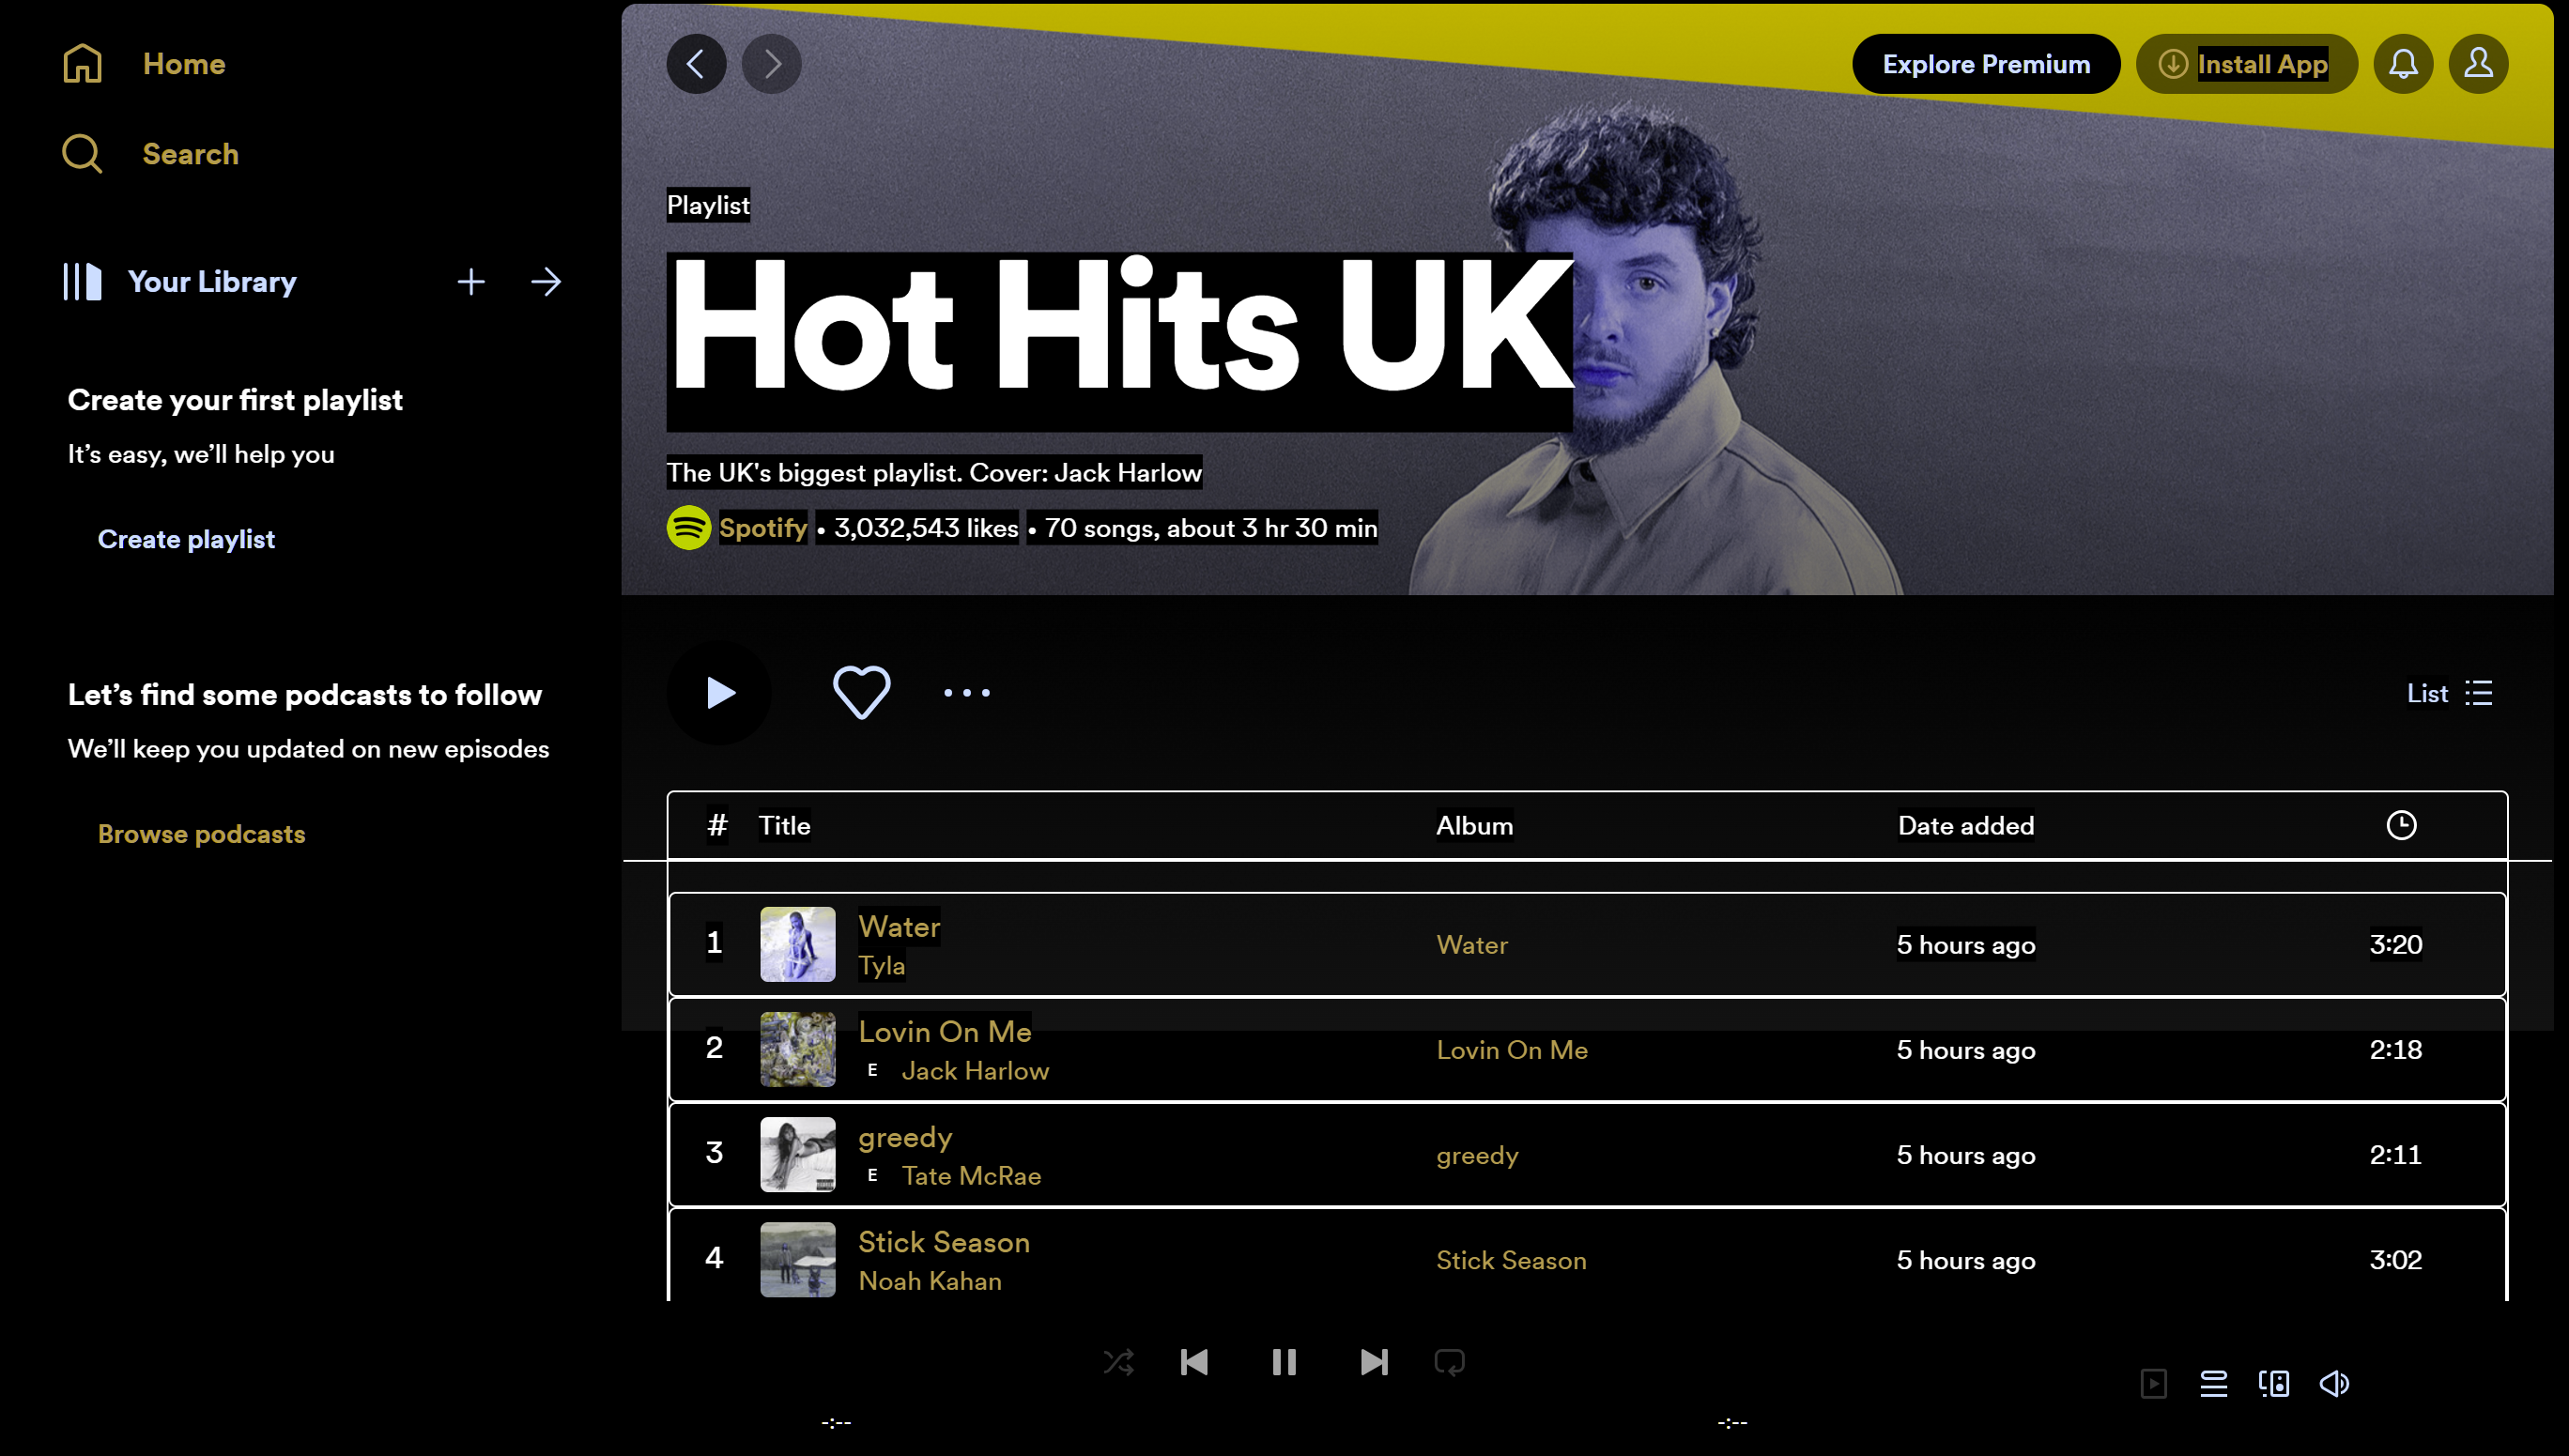 Home
Search
Your Library
Create your first playlist
It's easy, we'll help you
Create playlist
Let's find some podcasts to follow
We'll keep you updated on new episodes
Browse podcasts
Explore Premium
Install App
Playlist
Hot Hits UK
The UK's biggest playlist. Cover: Jack Harlow
Spotify • 3,032,543 likes • 70 songs, about 3 hr 30 min
List
# Title Album Date added
1 Water Water 5 hours ago 3:20
Tyla
2 Lovin On Me Lovin On Me 5 hours ago 2:18
E Jack Harlow
3 greedy greedy 5 hours ago 2:11
E Tate McRae
4 Stick Season Stick Season 5 hours ago 3:02
Noah Kahan
-:-- -:--